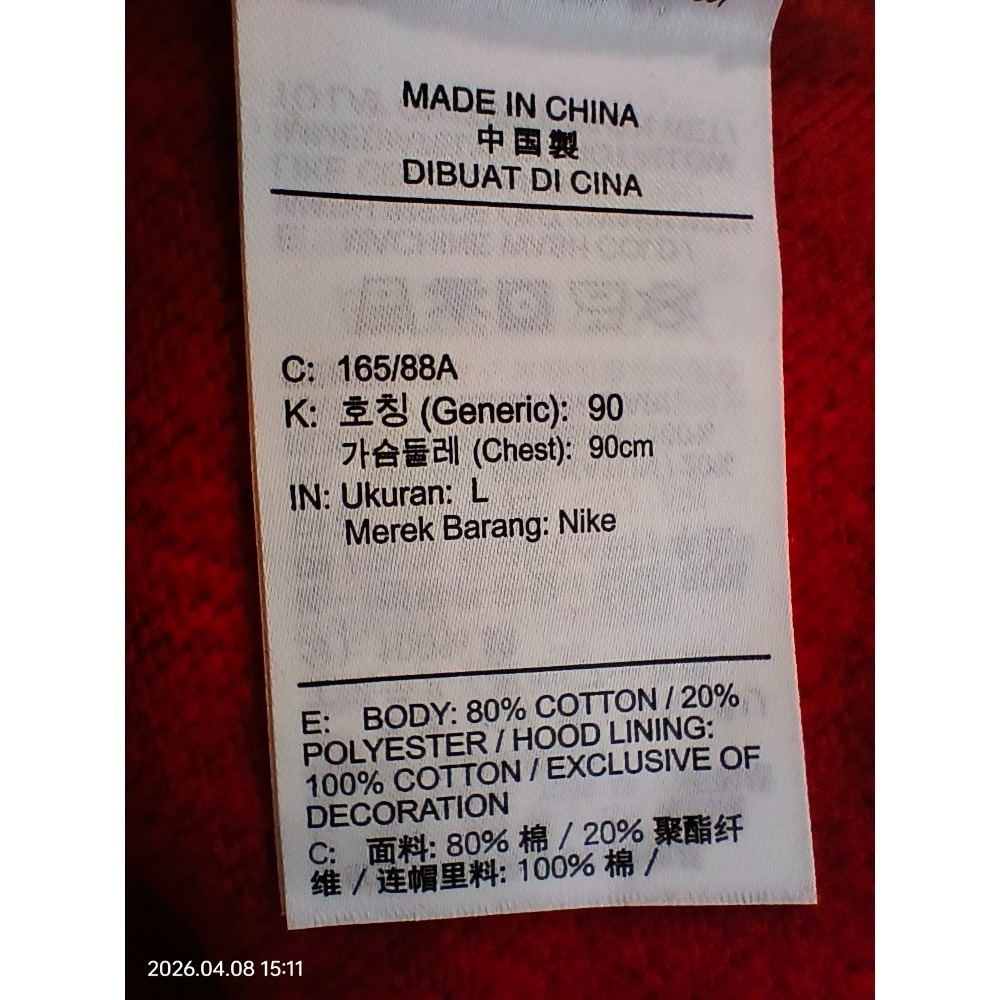 MADE IN CHINA
中国製
DIBUAT DI CINA
C: 165/88A
K: 호칭 (Generic): 90
가슴둘레 (Chest): 90cm
IN: Ukuran: L
Merek Barang: Nike
E: BODY: 80% COTTON / 20%
POLYESTER / HOOD LINING:
100% COTTON / EXCLUSIVE OF
DECORATION
C: 面料: 80% 棉 / 20% 聚酯纤
维 / 连帽里料: 100% 棉 /
2026.04.08 15:11